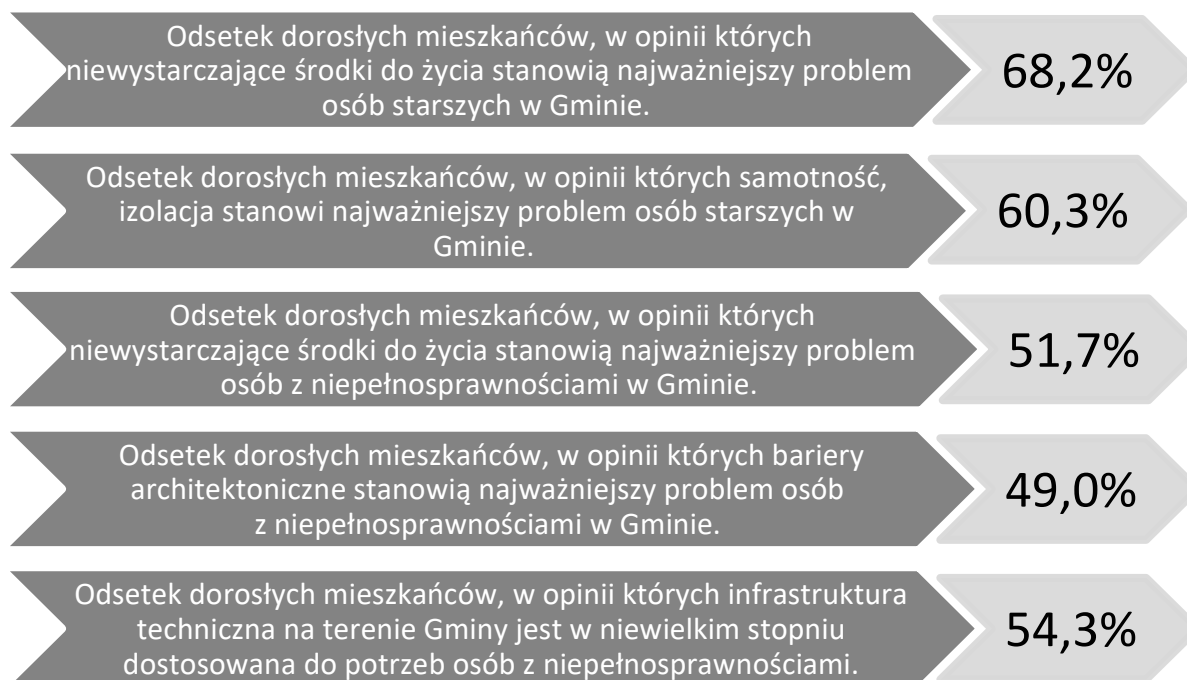 Odsetek dorosłych mieszkańców, w opinii których
niewystarczające środki do życia stanowią najważniejszy problem
osób starszych w Gminie.
68,2%
Odsetek dorosłych mieszkańców, w opinii których samotność,
izolacja stanowi najważniejszy problem osób starszych w
Gminie.
60,3%
Odsetek dorosłych mieszkańców, w opinii których
niewystarczające środki do życia stanowią najważniejszy problem
osób z niepełnosprawnościami w Gminie.
51,7%
Odsetek dorosłych mieszkańców, w opinii których bariery
architektoniczne stanowią najważniejszy problem osób
z niepełnosprawnościami w Gminie.
49,0%
Odsetek dorosłych mieszkańców, w opinii których infrastruktura
techniczna na terenie Gminy jest w niewielkim stopniu
dostosowana do potrzeb osób z niepełnosprawnościami.
54,3%